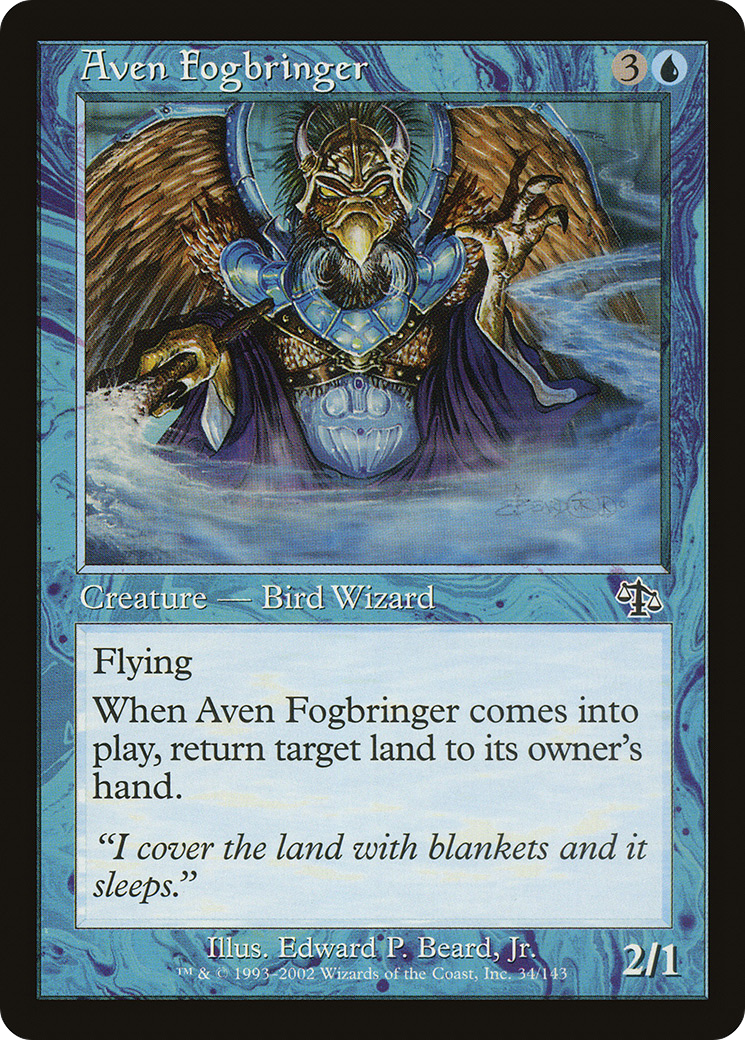 Aven Fogbringer
3
Creature — Bird Wizard
Flying
When Aven Fogbringer comes into
play, return target land to its owner's
hand.
“I cover the land with blankets and it
sleeps.”
Illus. Edward P. Beard, Jr.
™ & © 1993–2002 Wizards of the Coast, Inc. 34/143
2/1